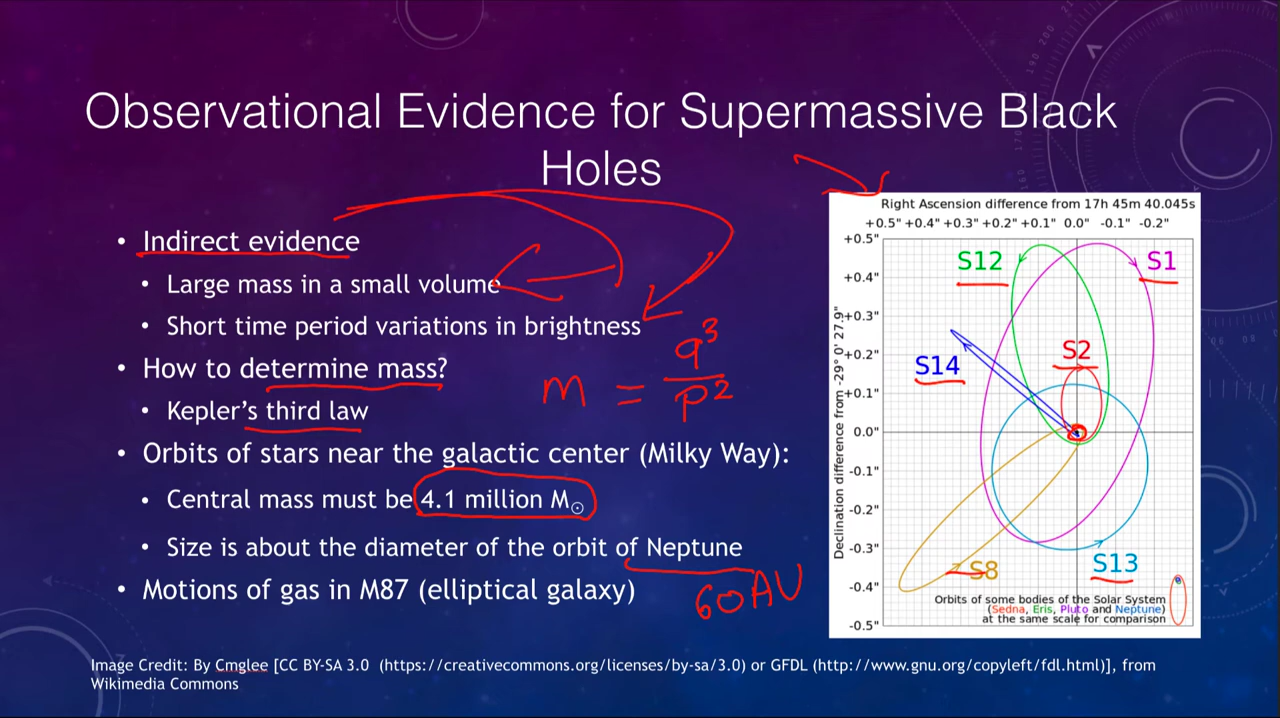 Observational Evidence for Supermassive Black
Holes
• Indirect evidence
• Large mass in a small volume
• Short time period variations in brightness
• How to determine mass?
• Kepler's third law
m = a³
p²
• Orbits of stars near the galactic center (Milky Way):
• Central mass must be 4.1 million M☉
• Size is about the diameter of the orbit of Neptune
60AU
• Motions of gas in M87 (elliptical galaxy)
Right Ascension difference from 17h 45m 40.045s
+0.5" +0.4" +0.3" +0.2" +0.1" 0.0" -0.1" -0.2"
Declination difference from -29° 0' 27.9"
+0.5"
+0.4"
+0.3"
+0.2"
+0.1"
0.0"
-0.1"
-0.2"
-0.3"
-0.4"
-0.5"
S12
S1
S2
S14
S13
S8
Orbits of some bodies of the Solar System
(Sedna, Eris, Pluto and Neptune)
at the same scale for comparison
Image Credit: By Cmglee [CC BY-SA 3.0 (https://creativecommons.org/licenses/by-sa/3.0) or GFDL (http://www.gnu.org/copyleft/fdl.html)], from
Wikimedia Commons